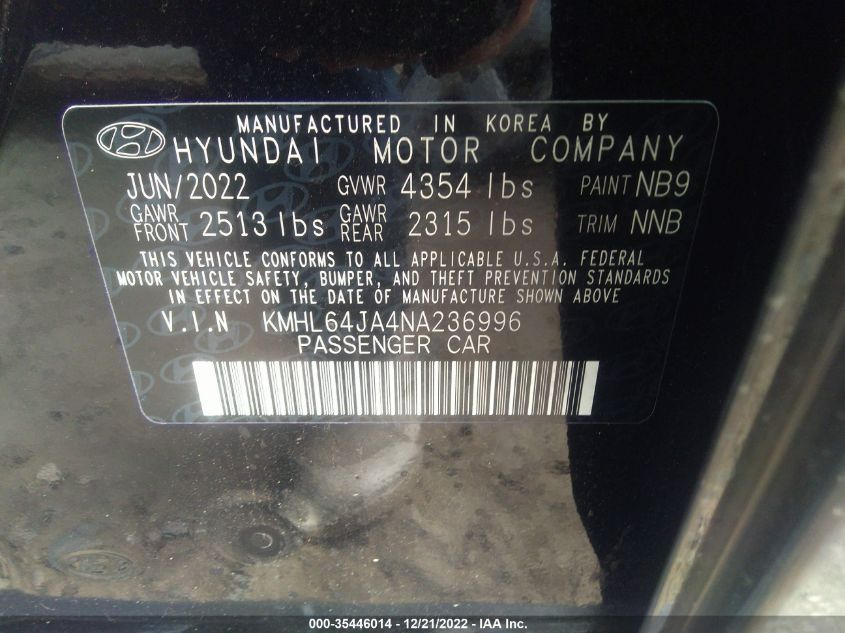 MANUFACTURED IN KOREA BY
HYUNDAI MOTOR COMPANY
JUN/2022 GVWR 4354 lbs PAINT NB9
GAWR FRONT 2513 lbs GAWR REAR 2315 lbs TRIM NNB
THIS VEHICLE CONFORMS TO ALL APPLICABLE U.S.A. FEDERAL
MOTOR VEHICLE SAFETY, BUMPER, AND THEFT PREVENTION STANDARDS
IN EFFECT ON THE DATE OF MANUFACTURE SHOWN ABOVE
V.I.N KMHL64JA4NA236996
PASSENGER CAR
000-35446014 - 12/21/2022 - IAA Inc.